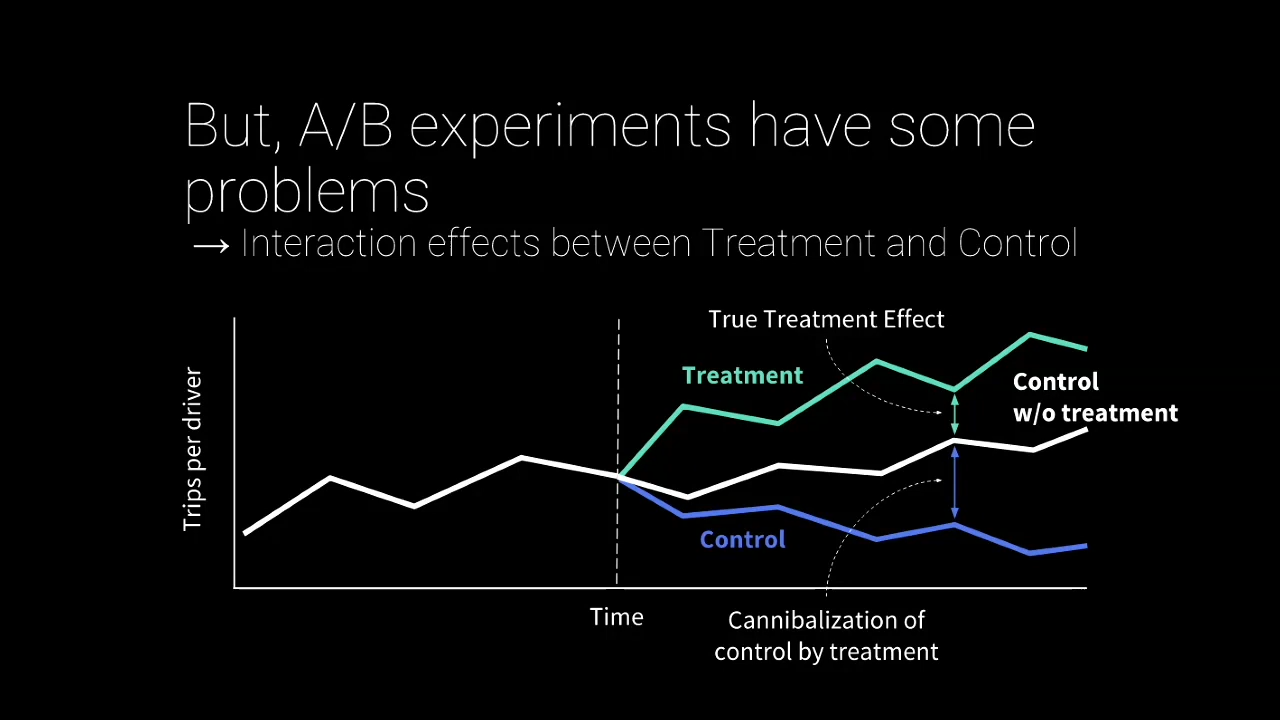 But, A/B experiments have some
problems
→ Interaction effects between Treatment and Control
True Treatment Effect
Treatment
Control
w/o treatment
Trips per driver
Control
Time
Cannibalization of
control by treatment